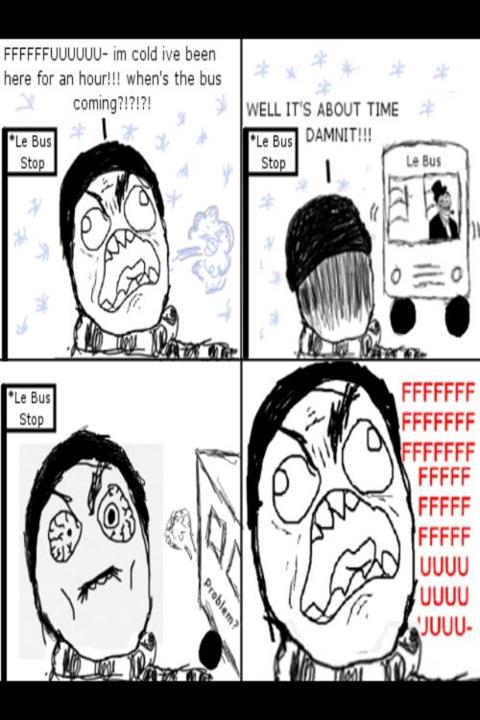 FFFFFFUUUUUU- im cold ive been
here for an hour!!! when's the bus
coming?!?!?!
*Le Bus
Stop
WELL IT'S ABOUT TIME
DAMNIT!!!
*Le Bus
Stop
Le Bus
*Le Bus
Stop
Problem?
FFFFFFF
FFFFFFF
FFFFFFF
FFFFF
FFFFF
FFFFF
UUUU
UUUU
'JUUU-